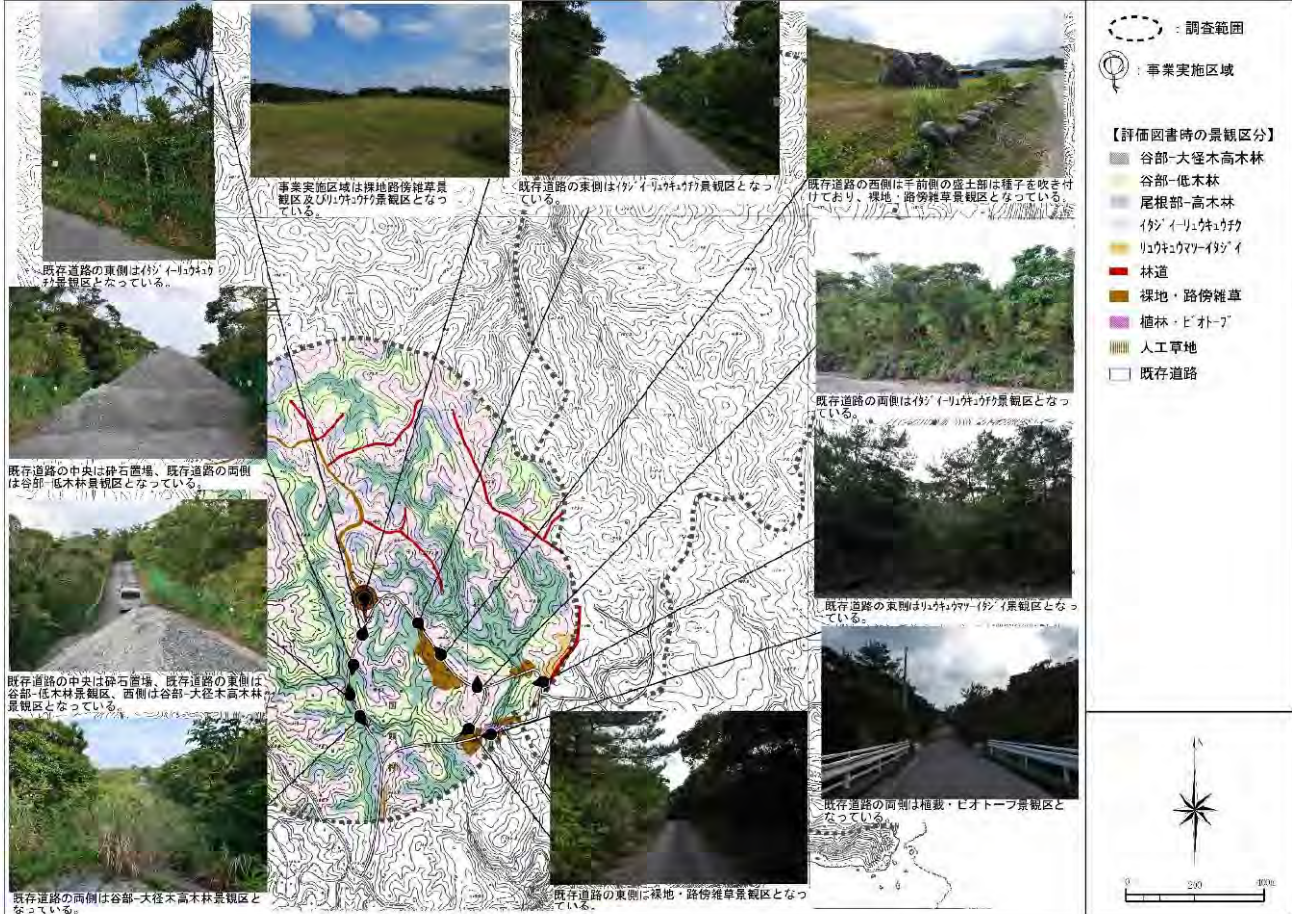 事業実施区域は裸地路傍雑草景
観区及びﾘｭｳｷｭｳﾁｸ景観区となっ
ている。
既存道路の東側はｲﾀｼﾞｲｰﾘｭｳｷｭｳﾁｸ景観区となっ
ている。
既存道路の西側は手前側の盛土部は種子を吹き付
けており、裸地・路傍雑草景観区となっている。
既存道路の東側はｲﾀｼﾞｲｰﾘｭｳｷｭｳ
ﾁｸ景観区となっている。
既存道路の中央は砕石置場、既存道路の両側
は谷部-低木林景観区となっている。
既存道路の中央は砕石置場、既存道路の東側は
谷部-低木林景観区、西側は谷部-大径木高木林
景観区となっている。
既存道路の両側は谷部-大径木高木林景観区と
なっている。
既存道路の両側はｲﾀｼﾞｲｰﾘｭｳｷｭｳﾁｸ景観区となっ
ている。
既存道路の東側はﾘｭｳｷｭｳﾏﾂｰｲﾀｼﾞｲ景観区となっ
ている。
既存道路の両側は植栽・ビオトープ景観区と
なっている。
既存道路の東側は裸地・路傍雑草景観区となっ
ている。
：調査範囲
：事業実施区域
【評価図書時の景観区分】
谷部-大径木高木林
谷部-低木林
尾根部-高木林
ｲﾀｼﾞｲｰﾘｭｳｷｭｳﾁｸ
ﾘｭｳｷｭｳﾏﾂｰｲﾀｼﾞｲ
林道
裸地・路傍雑草
植林・ﾋﾞｵﾄｰﾌﾟ
人工草地
既存道路
0 200 400m